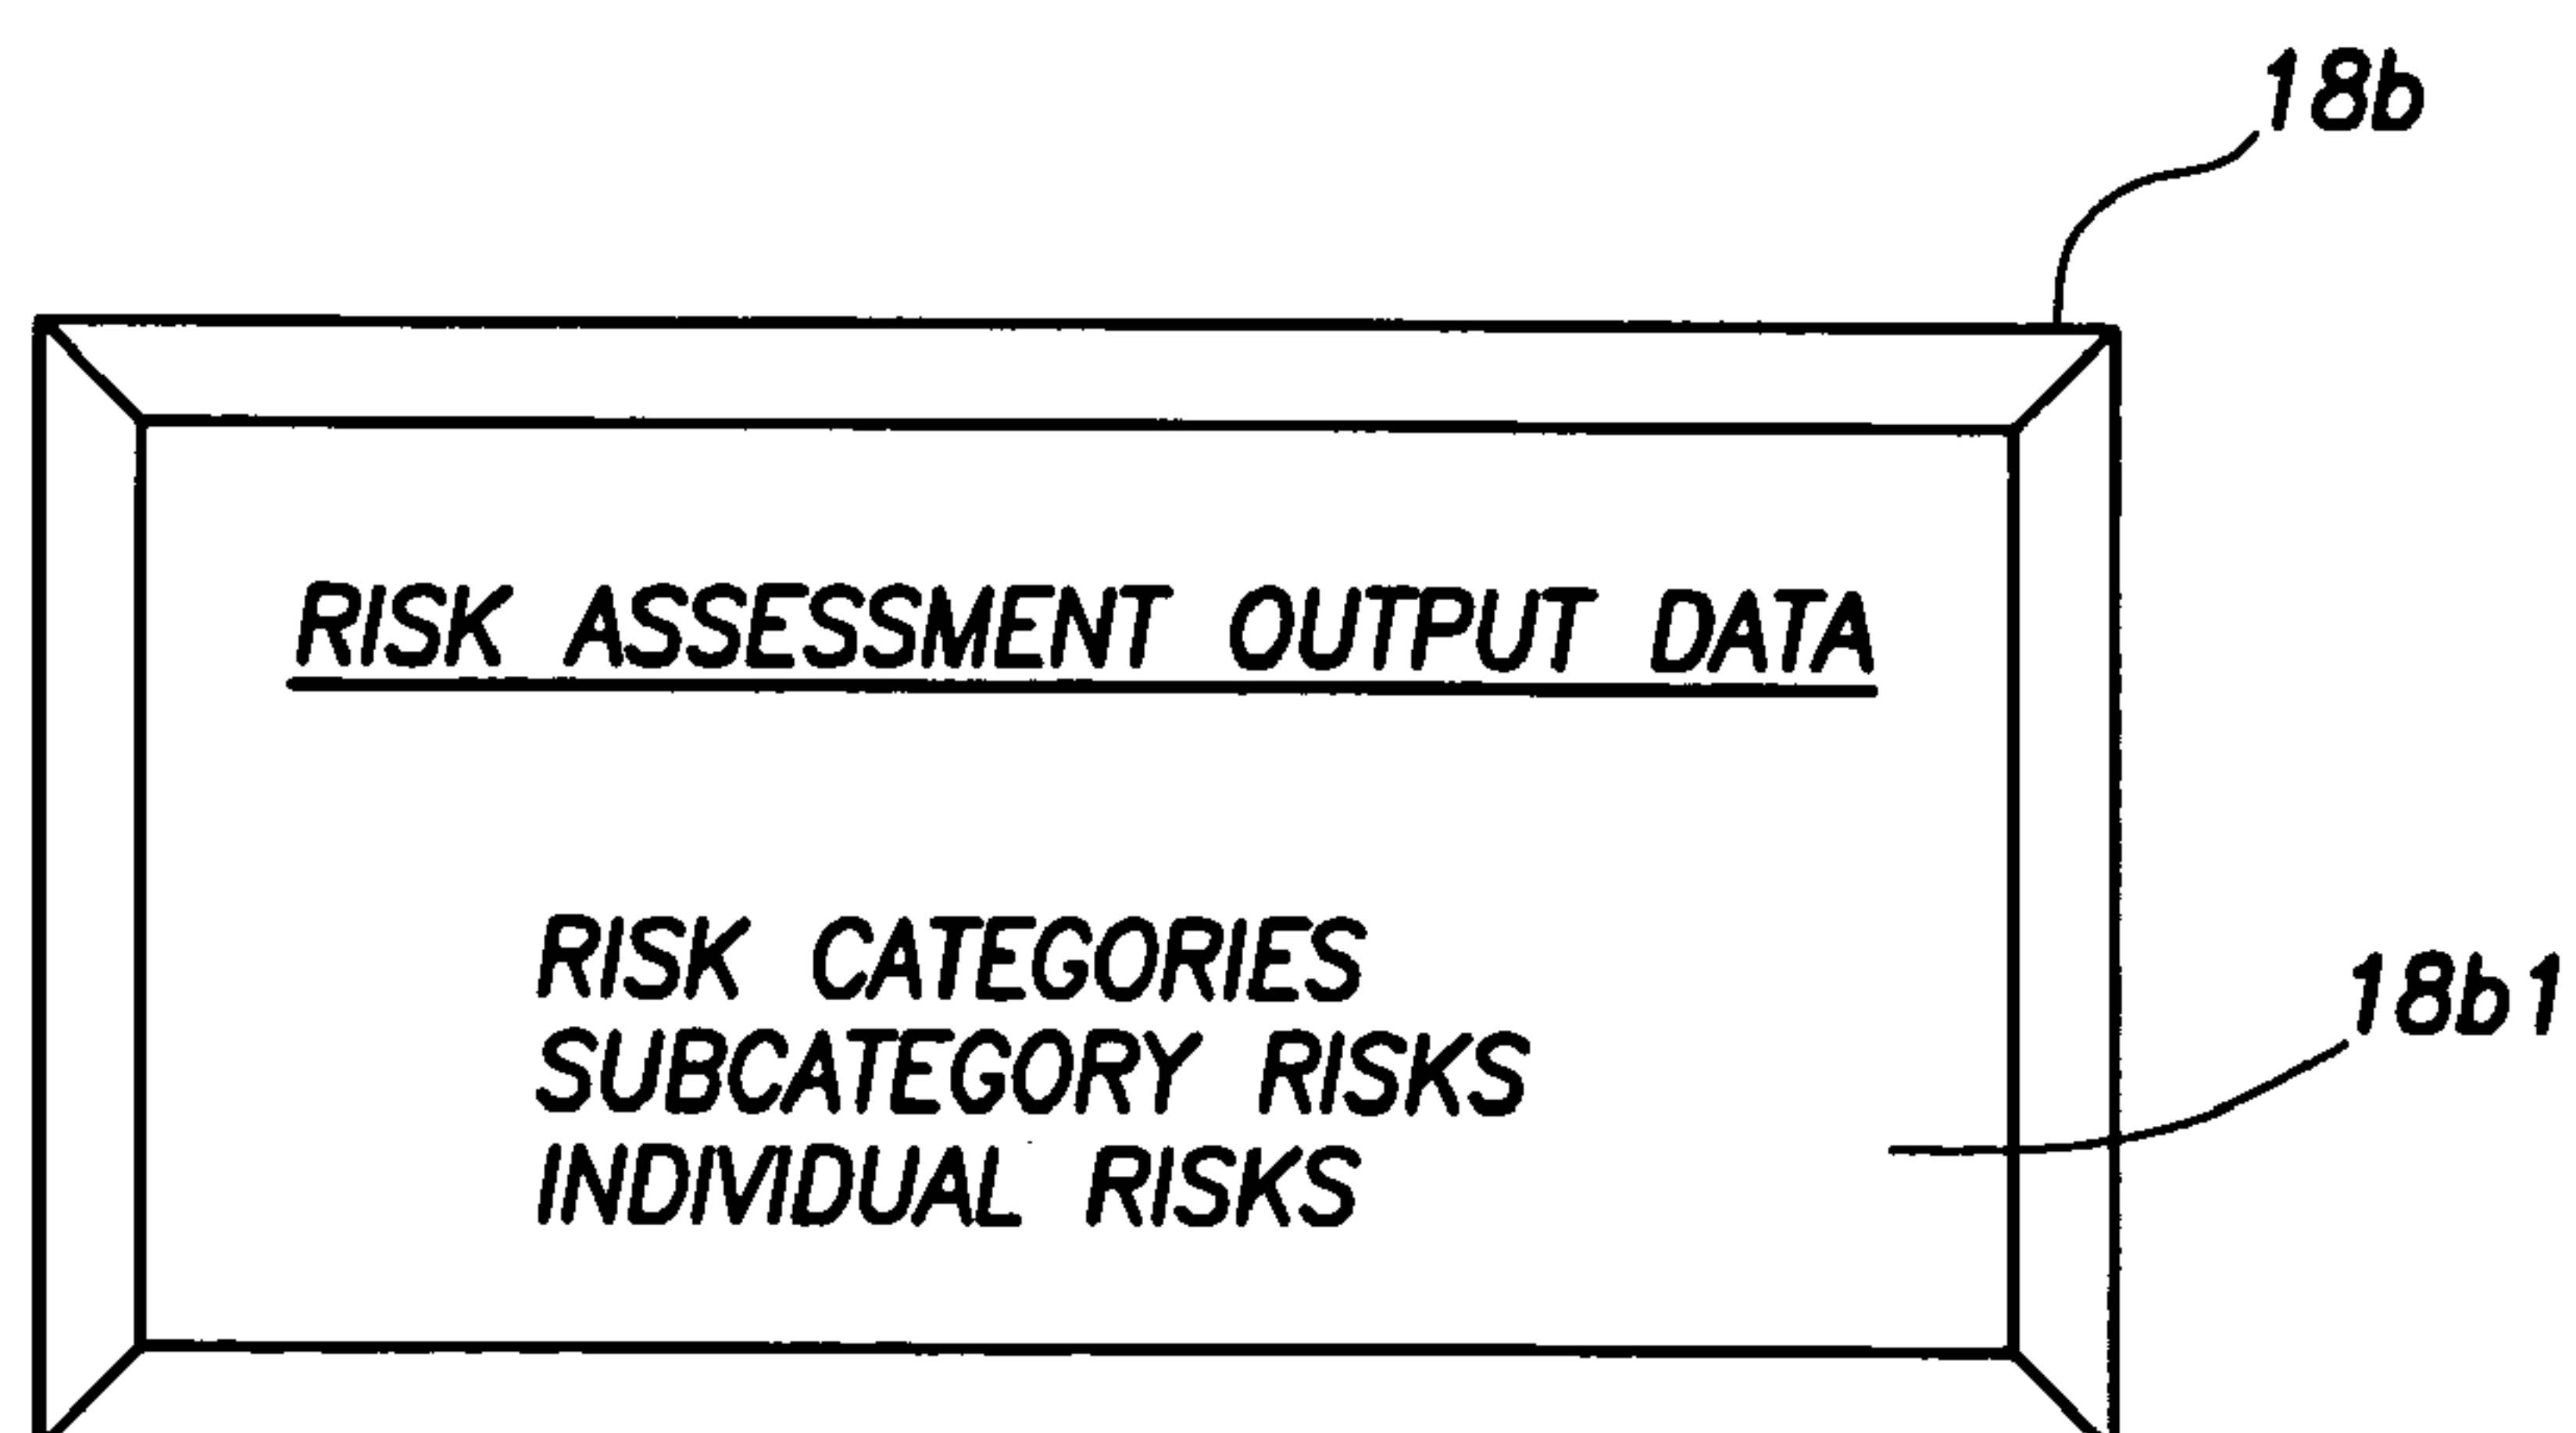 18b
RISK ASSESSMENT OUTPUT DATA
RISK CATEGORIES
SUBCATEGORY RISKS
INDIVIDUAL RISKS
18b1